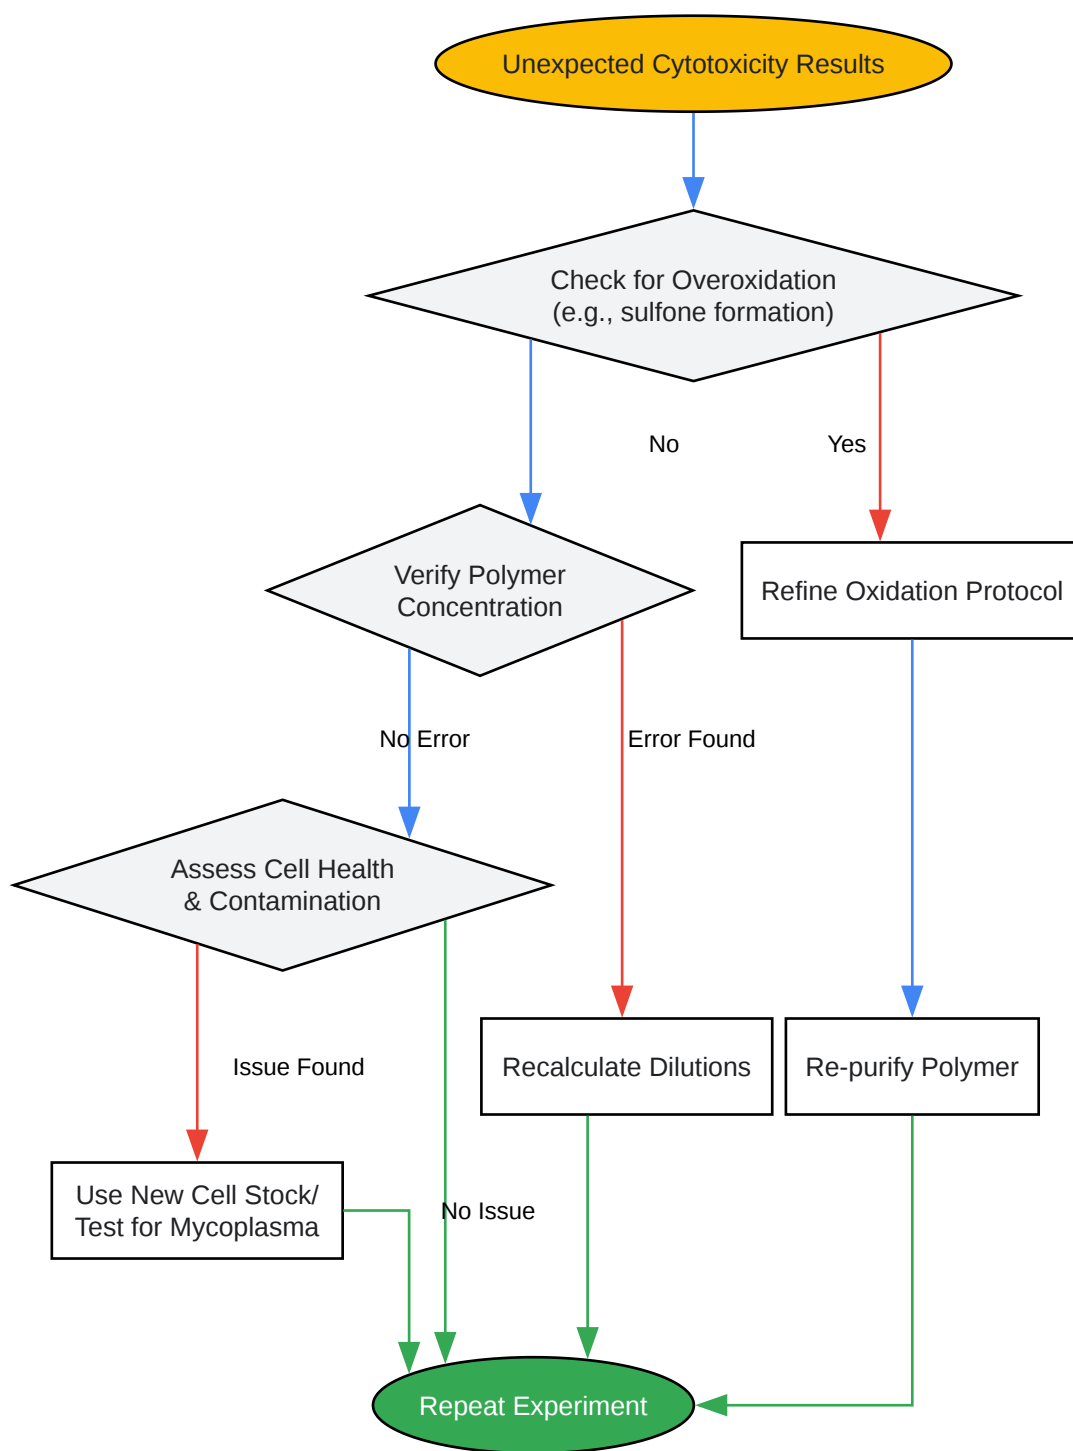 Unexpected Cytotoxicity Results
Check for Overoxidation
(e.g., sulfone formation)
No
Yes
Verify Polymer
Concentration
Refine Oxidation Protocol
No Error
Error Found
Assess Cell Health
& Contamination
Issue Found
Recalculate Dilutions
Re-purify Polymer
Use New Cell Stock/
Test for Mycoplasma
No Issue
Repeat Experiment